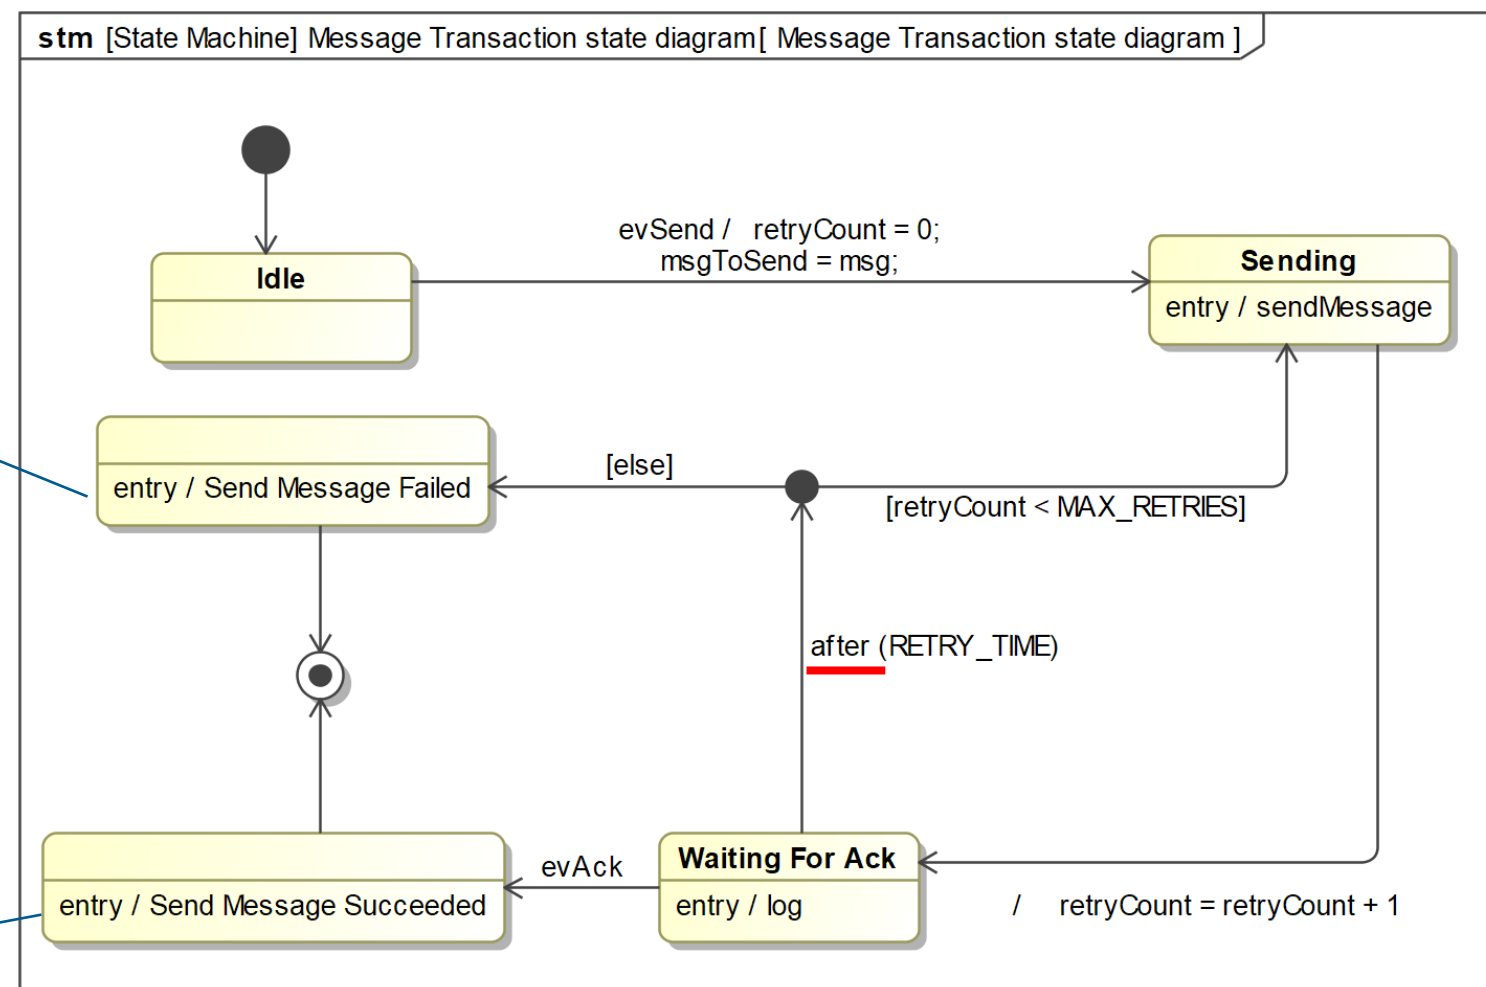 stm [State Machine] Message Transaction state diagram[ Message Transaction state diagram ]
evSend / retryCount = 0;
msgToSend = msg;
Idle
Sending
entry / sendMessage
[else]
entry / Send Message Failed
[retryCount < MAX_RETRIES]
after (RETRY_TIME)
evAck
Waiting For Ack
entry / Send Message Succeeded
entry / log
/ retryCount = retryCount + 1